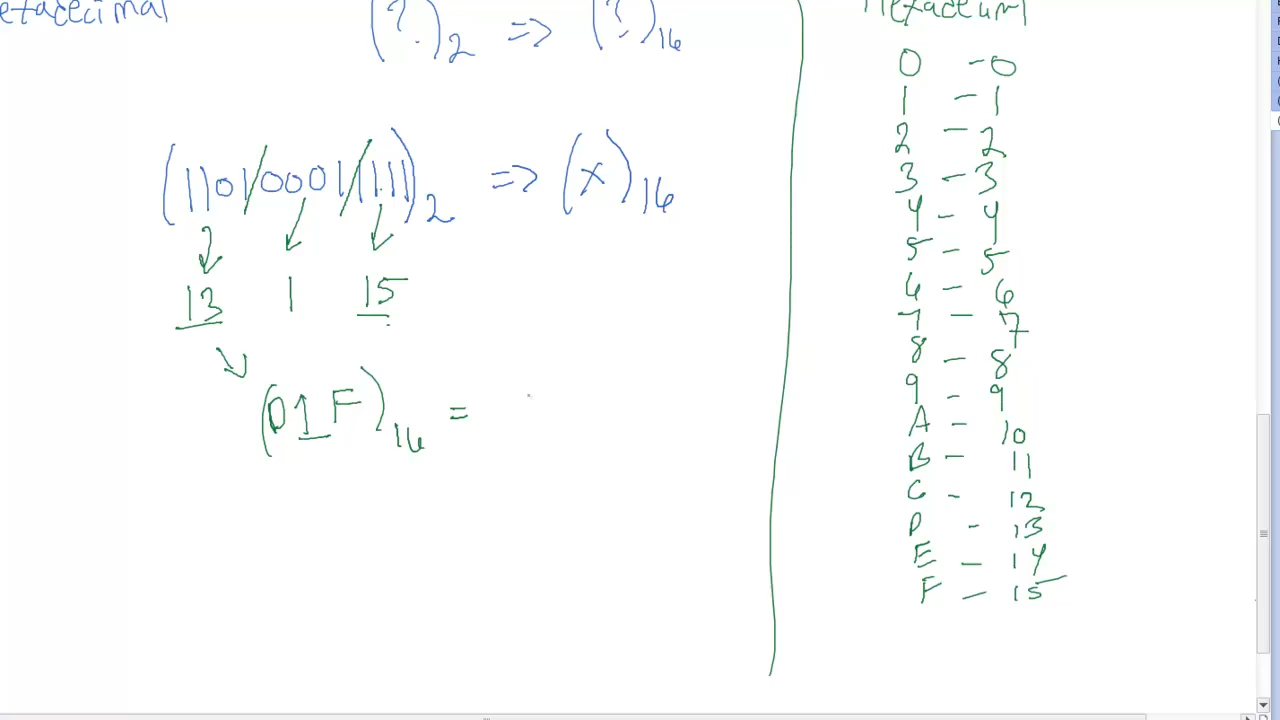 etadecimal
(?)₂ => (?)₁₆
(1101/0001/1111)₂ => (x)₁₆
13 1 15
(D1F)₁₆ =
Hexadeciml
0 - 0
1 - 1
2 - 2
3 - 3
4 - 4
5 - 5
6 - 6
7 - 7
8 - 8
9 - 9
A - 10
B - 11
C - 12
D - 13
E - 14
F - 15